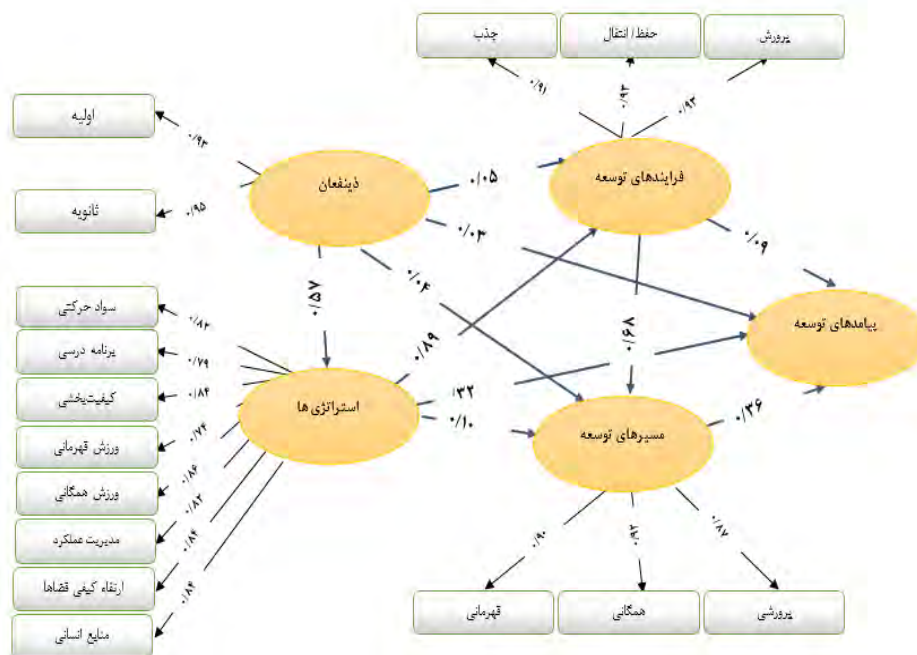 جذب
حفظ/ انتقال
پرورش
۰/۹۱
۰/۹۲
۰/۹۳
اولیه
۰/۹۳
ذینفعان
۰/۰۵
فرایندهای توسعه
ثانویه
۰/۹۵
۰/۰۳
۰/۰۹
۰/۵۷
۰/۰۴
سواد حرکتی
۰/۸۲
۰/۸۹
۰/۶۸
پیامدهای توسعه
برنامه درسی
۰/۷۹
کیفیت‌بخشی
۰/۸۴
استراتژی ها
۰/۳۲
۰/۱۰
مسیرهای توسعه
۰/۳۶
ورزش قهرمانی
۰/۷۴
ورزش همگانی
۰/۸۶
مدیریت عملکرد
۰/۸۲
ارتقاء کیفی فضاها
۰/۸۴
منابع انسانی
۰/۸۴
۰/۹۰
۰/۹۲
۰/۸۷
قهرمانی
همگانی
پرورشی